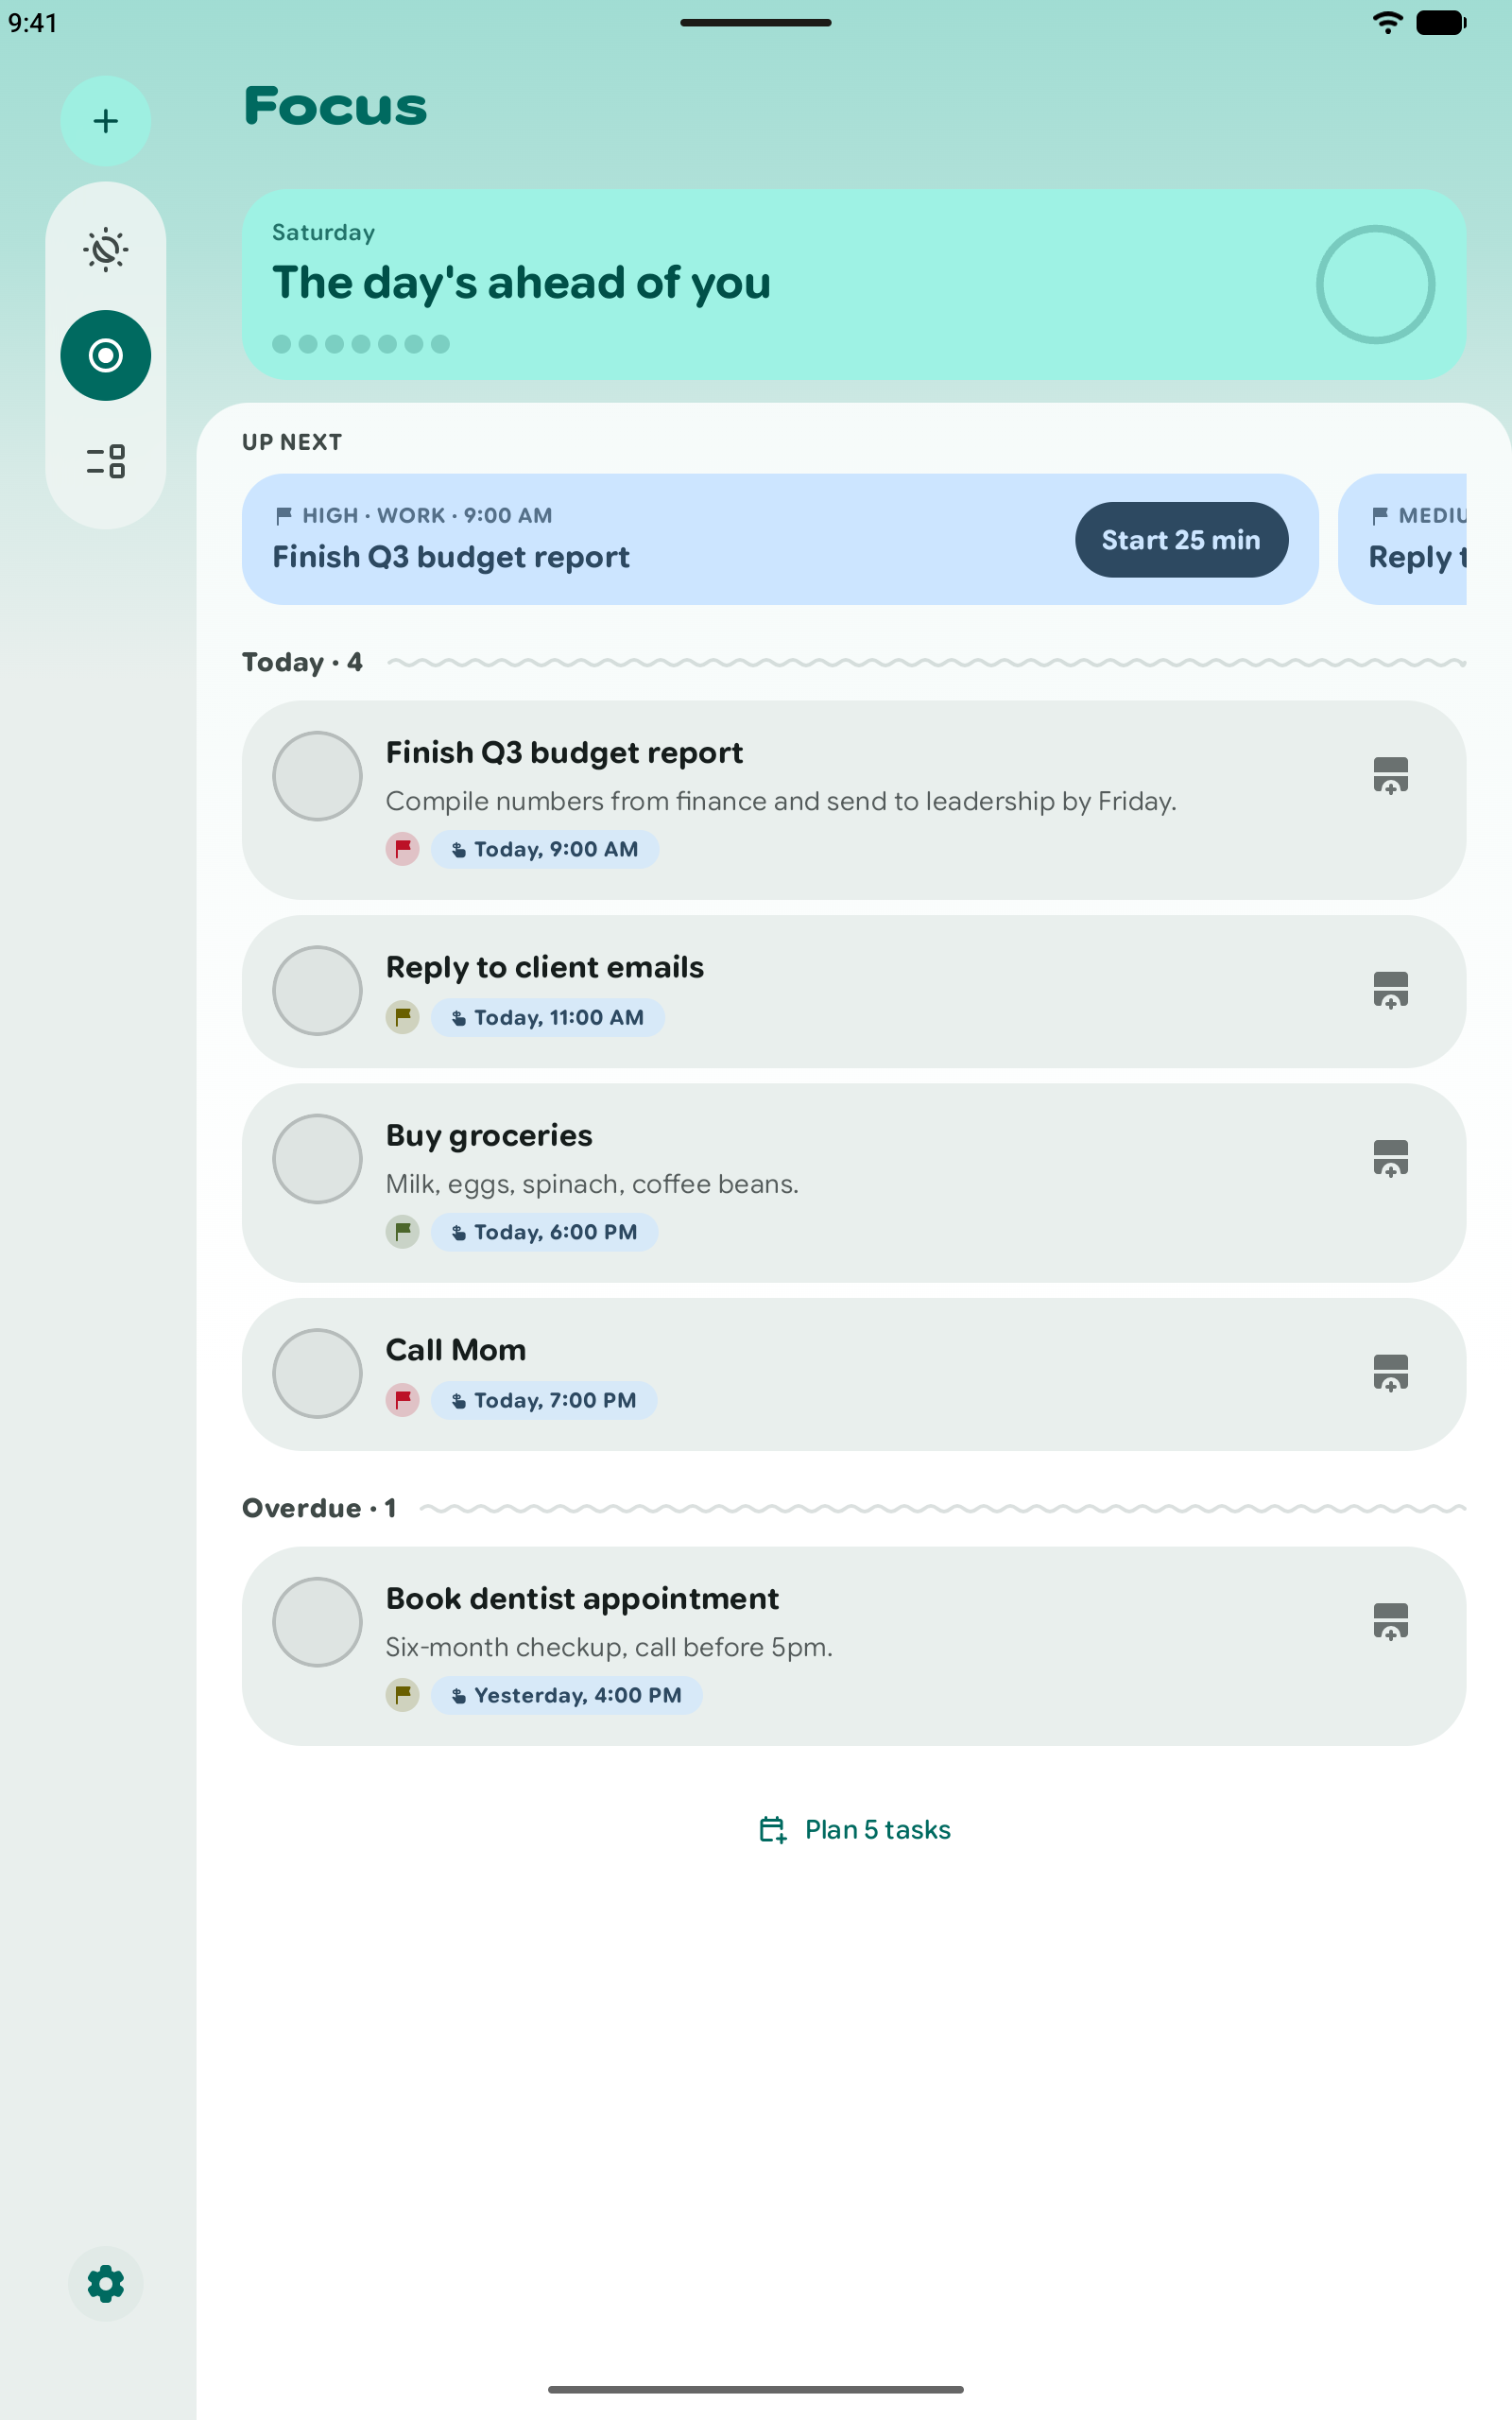 9:41
Focus
Saturday
The day's ahead of you
UP NEXT
HIGH · WORK · 9:00 AM
Finish Q3 budget report
Start 25 min
MEDIU
Reply t
Today · 4
Finish Q3 budget report
Compile numbers from finance and send to leadership by Friday.
Today, 9:00 AM
Reply to client emails
Today, 11:00 AM
Buy groceries
Milk, eggs, spinach, coffee beans.
Today, 6:00 PM
Call Mom
Today, 7:00 PM
Overdue · 1
Book dentist appointment
Six-month checkup, call before 5pm.
Yesterday, 4:00 PM
Plan 5 tasks